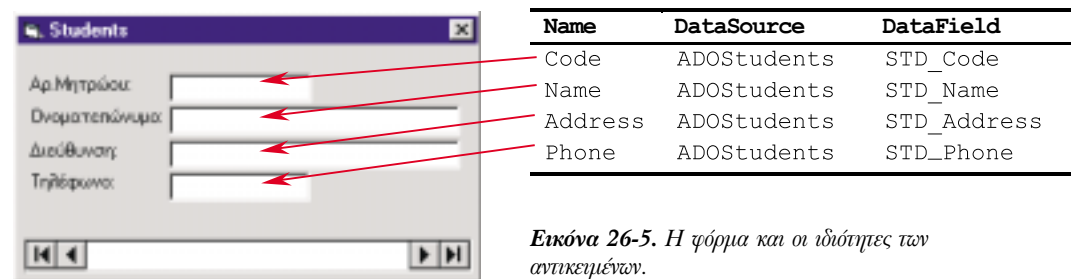 Students
Αρ.Μητρώου:
Ονοματεπώνυμο:
Διεύθυνση:
Τηλέφωνο:
Name DataSource DataField
Code ADOStudents STD_Code
Name ADOStudents STD_Name
Address ADOStudents STD_Address
Phone ADOStudents STD_Phone
Εικόνα 26-5. Η φόρμα και οι ιδιότητες των
αντικειμένων.